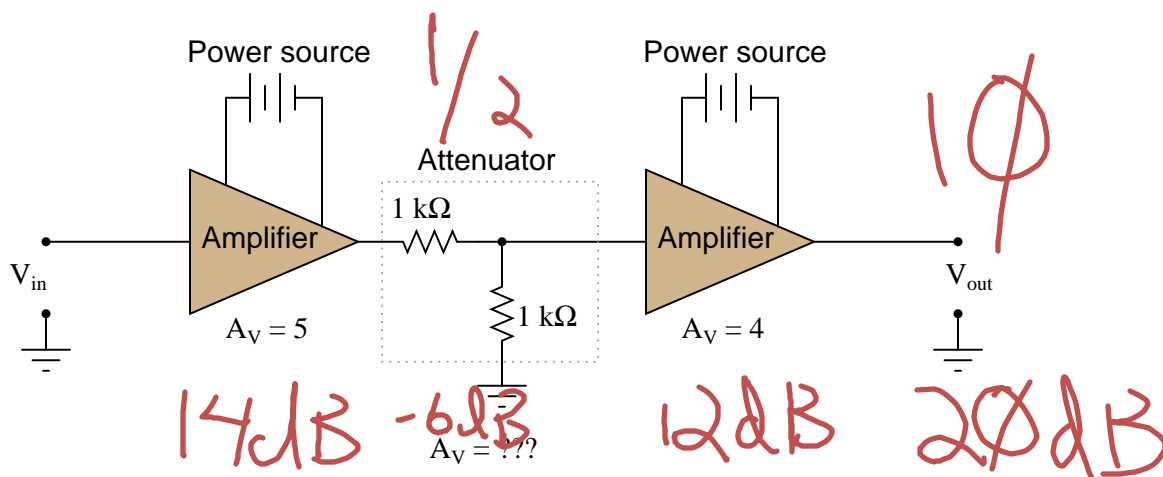 Power source
1/2
Power source
10
Attenuator
1 kΩ
Amplifier
Amplifier
V_in
1 kΩ
V_out
A_V = 5
A_V = 4
14dB
-6dB
12dB
20dB
A_V = ???